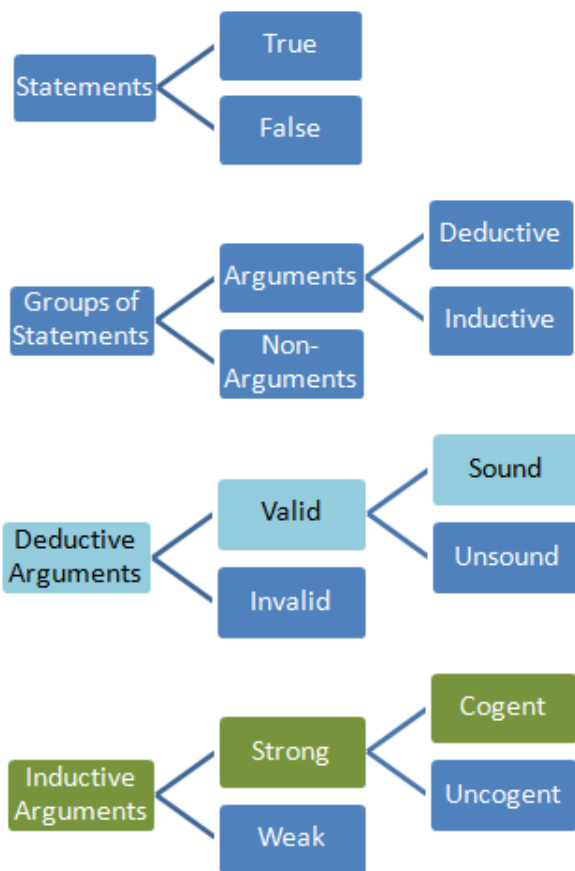 Statements
True
False
Groups of
Statements
Arguments
Non-
Arguments
Deductive
Inductive
Deductive
Arguments
Valid
Invalid
Sound
Unsound
Inductive
Arguments
Strong
Weak
Cogent
Uncogent